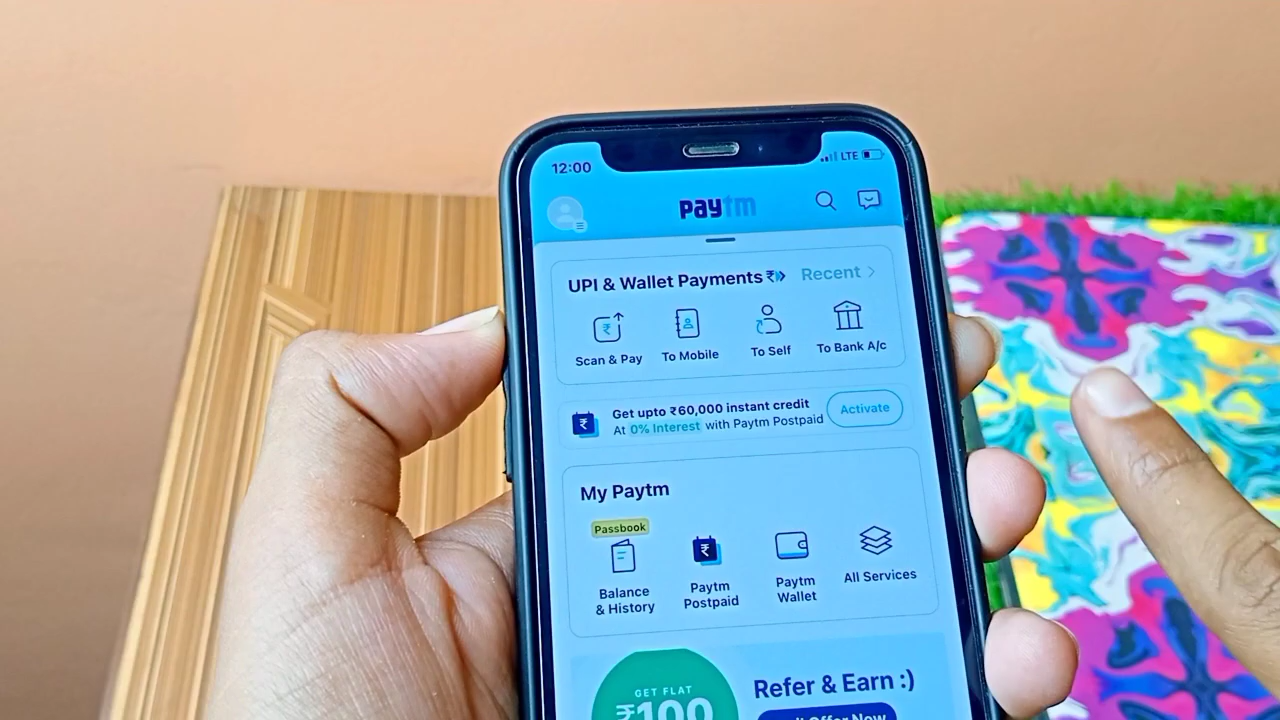 12:00
LTE
paytm
UPI & Wallet Payments ₹
Recent >
Scan & Pay
To Mobile
To Self
To Bank A/c
Get upto ₹60,000 instant credit
At 0% Interest with Paytm Postpaid
Activate
My Paytm
Passbook
Balance
& History
Paytm
Postpaid
Paytm
Wallet
All Services
GET FLAT
₹100
Refer & Earn :)
Offer Now